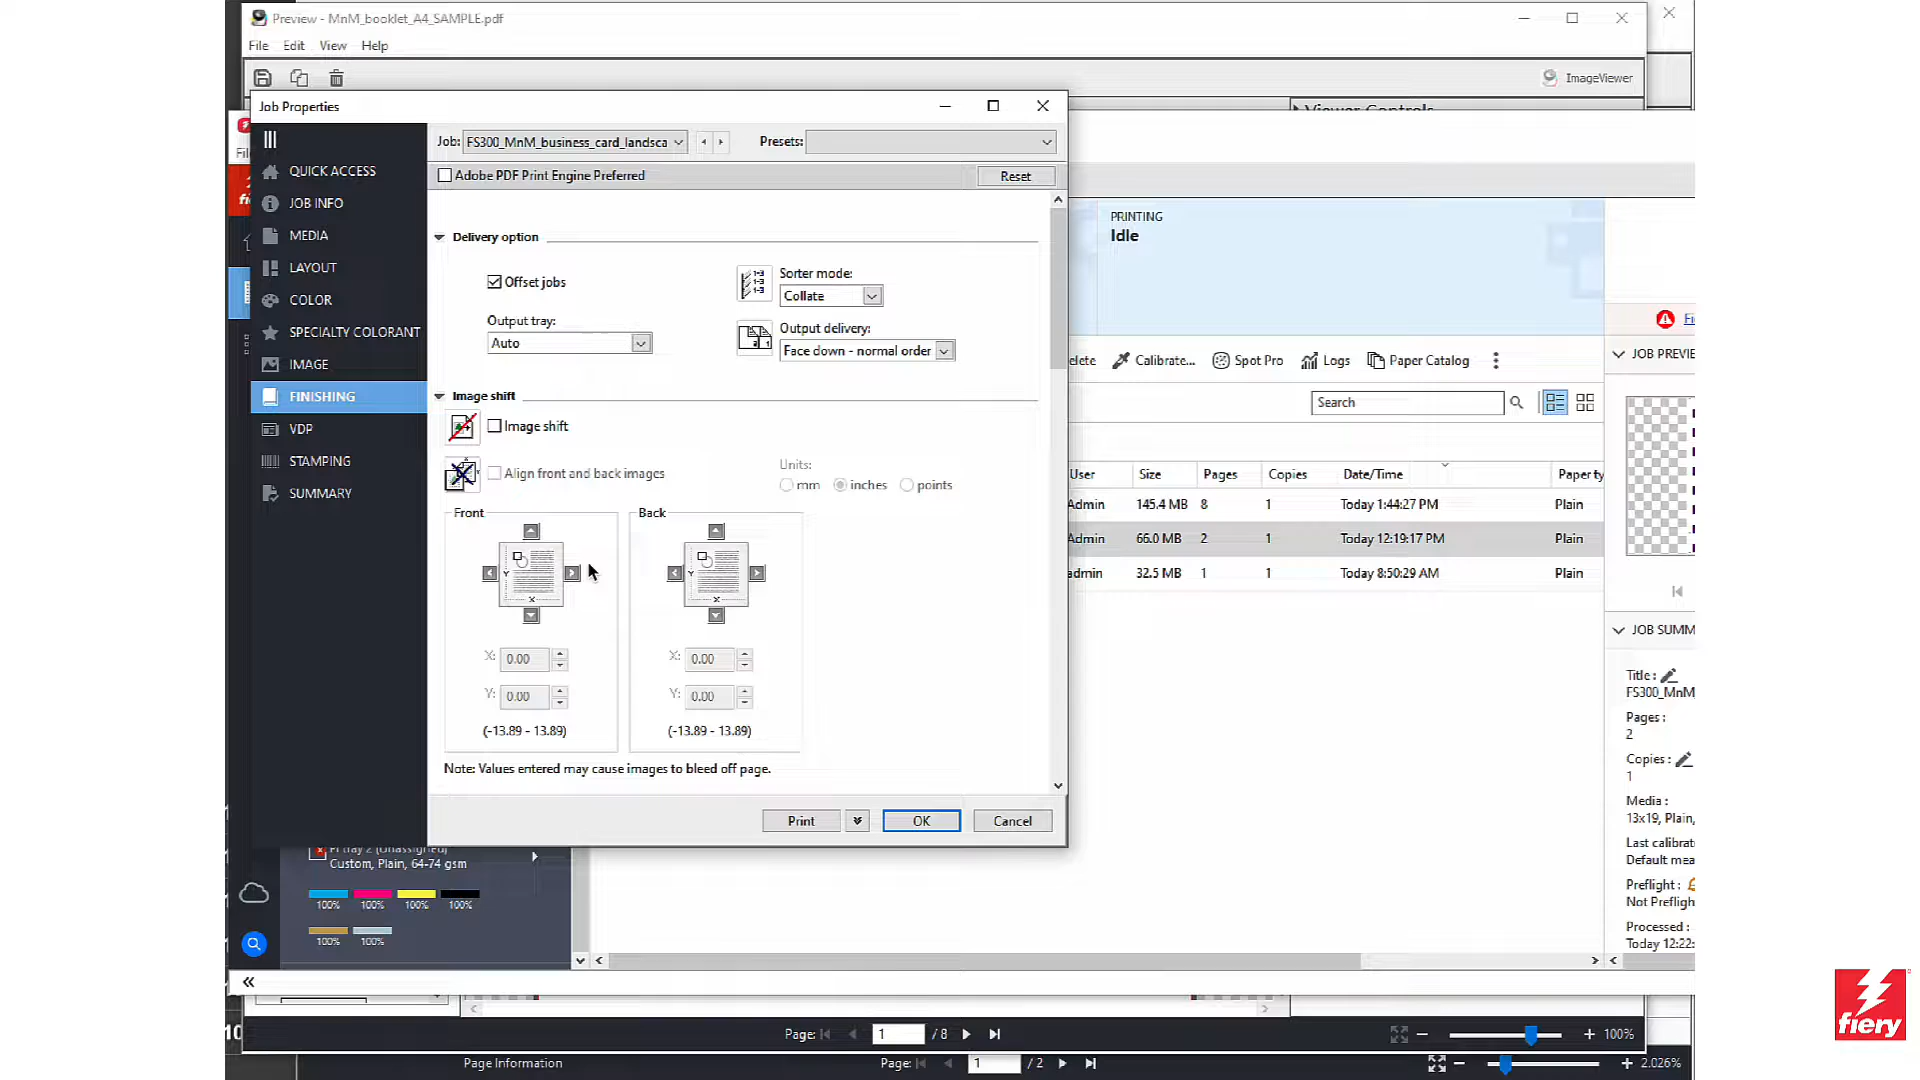 Preview - MnM_booklet_A4_SAMPLE.pdf
File Edit View Help
ImageViewer
Job Properties
Viewer Controls
Job: FS300_MnM_business_card_landsca
Presets:
Adobe PDF Print Engine Preferred
Reset
QUICK ACCESS
JOB INFO
MEDIA
LAYOUT
COLOR
SPECIALTY COLORANT
IMAGE
FINISHING
VDP
STAMPING
SUMMARY
Delivery option
Offset jobs
Sorter mode:
Collate
Output tray:
Auto
Output delivery:
Face down - normal order
Image shift
Image shift
Align front and back images
Units:
mm inches points
Front
Back
Y
X
Y
X
X: 0.00
X: 0.00
Y: 0.00
Y: 0.00
(-13.89 - 13.89)
(-13.89 - 13.89)
Note: Values entered may cause images to bleed off page.
Print OK Cancel
PRINTING
Idle
elete Calibrate... Spot Pro Logs Paper Catalog
Search
User Size Pages Copies Date/Time Paper ty
Admin 145.4 MB 8 1 Today 1:44:27 PM Plain
Admin 66.0 MB 2 1 Today 12:19:17 PM Plain
admin 32.5 MB 1 1 Today 8:50:29 AM Plain
Fi
JOB PREVIE
JOB SUMM
Title :
FS300_MnM
Pages :
2
Copies :
1
Media :
13x19, Plain,
Last calibrat
Default mea
Preflight :
Not Prefligh
Processed :
Today 12:22:
PI tray 2 (Unassigned)
Custom, Plain, 64-74 gsm
100% 100% 100% 100%
100% 100%
Page: 1 / 8
100%
Page Information
Page: 1 / 2
2.026%
fiery